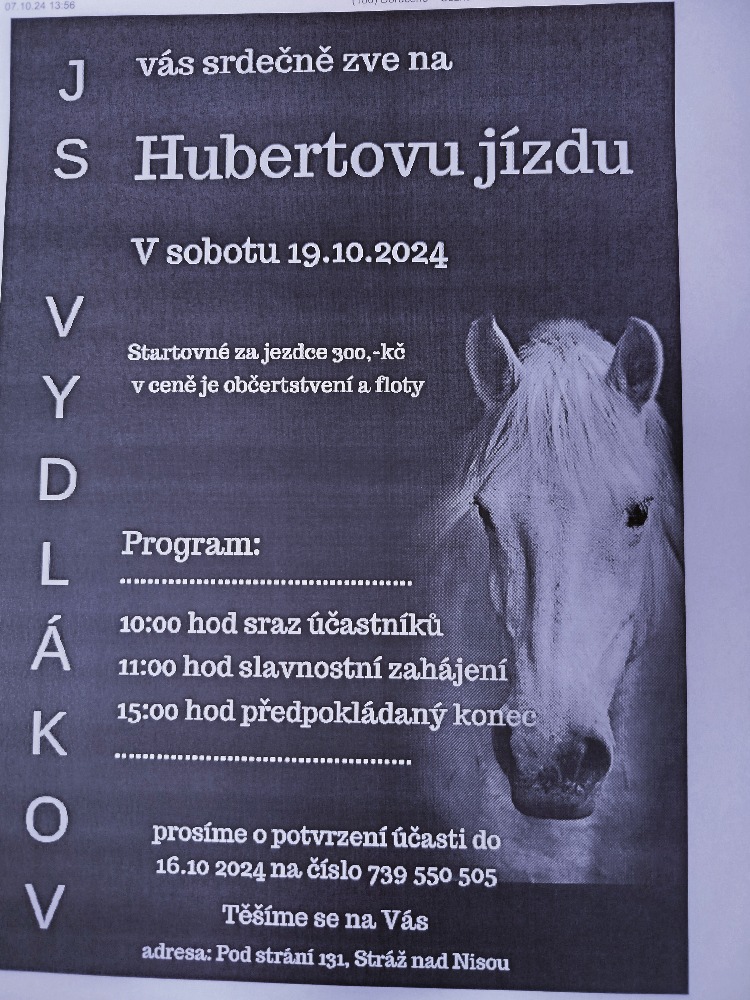 07.10.24 13:56
JS VYDLÁKOV
vás srdečně zve na
Hubertovu jízdu
V sobotu 19.10.2024
Startovné za jezdce 300,-kč
v ceně je občertstvení a floty
Program:
10:00 hod sraz účastníků
11:00 hod slavnostní zahájení
15:00 hod předpokládaný konec
prosíme o potvrzení účasti do
16.10 2024 na číslo 739 550 505
Těšíme se na Vás
adresa: Pod strání 131, Stráž nad Nisou